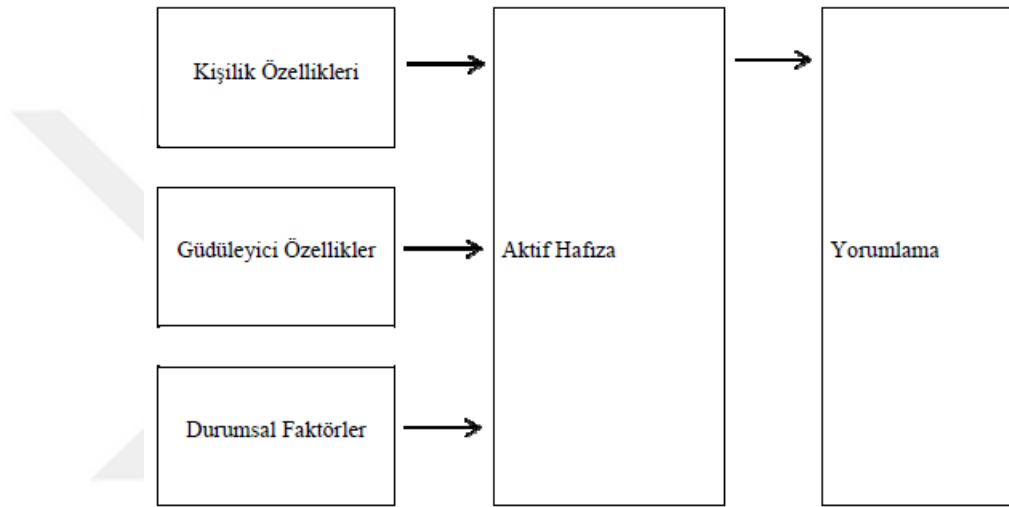 Kişilik Özellikleri
Güdüleyici Özellikler
Durumsal Faktörler
Aktif Hafıza
Yorumlama